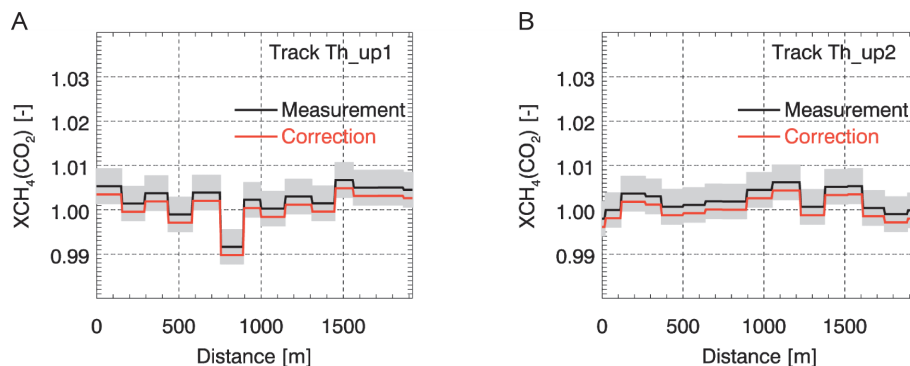 A
Track Th_up1
XCH₄(CO₂) [-]
1.03
1.02
1.01
1.00
0.99
Measurement
Correction
0
500
1000
1500
Distance [m]
B
Track Th_up2
XCH₄(CO₂) [-]
1.03
1.02
1.01
1.00
0.99
Measurement
Correction
0
500
1000
1500
Distance [m]